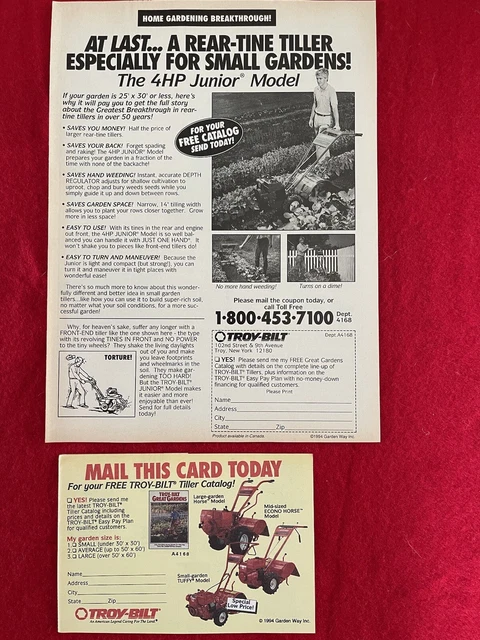 HOME GARDENING BREAKTHROUGH!
AT LAST... A REAR-TINE TILLER
ESPECIALLY FOR SMALL GARDENS!
The 4HP Junior® Model
If your garden is 25' x 30' or less, here's
why it will pay you to get the full story
about the Greatest Breakthrough in rear-
tine tillers in over 50 years!
• SAVES YOU MONEY! Half the price of
larger rear-tine tillers.
• SAVES YOUR BACK! Forget spading
and raking! The 4HP JUNIOR® Model
prepares your garden in a fraction of the
time with none of the backache!
• SAVES HAND WEEDING! Instant, accurate DEPTH
REGULATOR adjusts for shallow cultivation to
uproot, chop and bury weeds seeds while you
simply guide it up and down between rows.
• SAVES GARDEN SPACE! Narrow, 14" tilling width
allows you to plant your rows closer together. Grow
more in less space!
• EASY TO USE! With its tines in the rear and engine
out front, the 4HP JUNIOR® Model is so well bal-
anced you can handle it with JUST ONE HAND®. It
won't shake you to pieces like front-end tillers do!
• EASY TO TURN AND MANEUVER! Because the
Junior is light and compact (but strong!), you can
turn it and maneuver it in tight places with
wonderful ease!
There's so much more to know about this wonder-
fully different and better idea in small garden
tillers...like how you can use it to build super-rich soil,
no matter what your soil conditions, for a more suc-
cessful garden!
FOR YOUR
FREE CATALOG
SEND TODAY!
No more hand weeding!
Turns on a dime!
Why, for heaven's sake, suffer any longer with a
FRONT-END tiller like the one shown here - the type
with its revolving TINES IN FRONT and NO POWER
to the tiny wheels? They shake the living daylights
out of you and make
you leave footprints
and wheelmarks in the
soil. They make gar-
dening TOO HARD!
But the TROY-BILT®
JUNIOR® Model makes
it easier and more
enjoyable than ever!
Send for full details
today!
TORTURE!
Please mail the coupon today, or
call Toll Free
1-800-453-7100 Dept.
4168
TROY-BILT® Dept. A4168
102nd Street & 9th Avenue
Troy, New York 12180
❑ YES! Please send me my FREE Great Gardens
Catalog with details on the complete line-up of
TROY-BILT® Tillers, plus information on the
TROY-BILT® Easy Pay Plan with no-money-down
financing for qualified customers.
Please Print
Name
Address
City
State Zip
Product available in Canada.
©1994 Garden Way Inc.
MAIL THIS CARD TODAY
For your FREE TROY-BILT® Tiller Catalog!
❑ YES! Please send me
the latest TROY-BILT®
Tiller Catalog including
prices and details on the
TROY-BILT® Easy Pay Plan
for qualified customers.
My garden size is:
1.❑ SMALL (under 30' x 30')
2.❑ AVERAGE (up to 50' x 60')
3.❑ LARGE (over 50' x 60')
TROY-BILT
GREAT GARDENS
A4168
Large-garden
Horse™ Model
Mid-sized
ECONO HORSE™
Model
Small-garden
TUFFY® Model
Special
Low Price!
Name
Address
City
State Zip
TROY-BILT®
An American Legend Caring For The Land™
© 1994 Garden Way Inc.